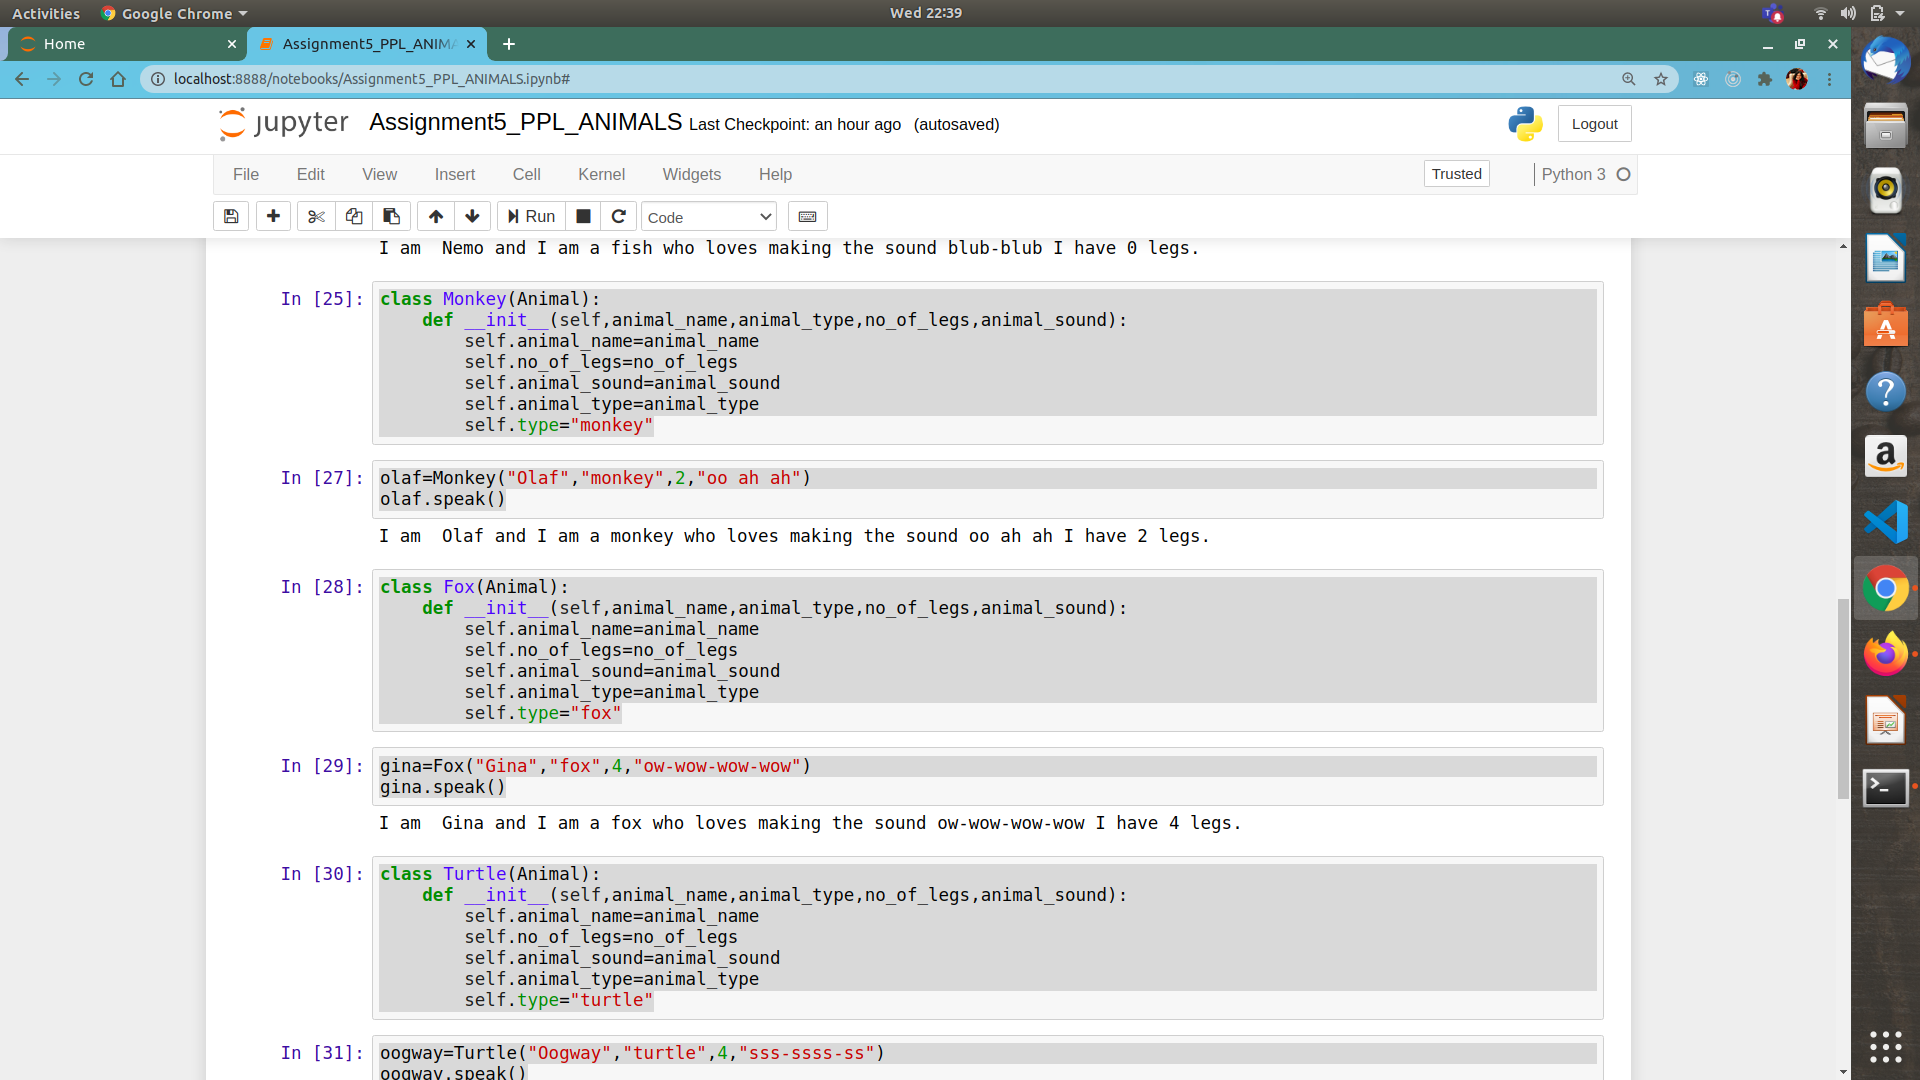 Activities Google Chrome Wed 22:39
Home Assignment5_PPL_ANIMA
localhost:8888/notebooks/Assignment5_PPL_ANIMALS.ipynb#
jupyter Assignment5_PPL_ANIMALS Last Checkpoint: an hour ago (autosaved) Logout
File Edit View Insert Cell Kernel Widgets Help Trusted Python 3
Run Code
I am  Nemo and I am a fish who loves making the sound blub-blub I have 0 legs.
In [25]: class Monkey(Animal):
    def __init__(self,animal_name,animal_type,no_of_legs,animal_sound):
        self.animal_name=animal_name
        self.no_of_legs=no_of_legs
        self.animal_sound=animal_sound
        self.animal_type=animal_type
        self.type="monkey"
In [27]: olaf=Monkey("Olaf","monkey",2,"oo ah ah")
olaf.speak()
I am  Olaf and I am a monkey who loves making the sound oo ah ah I have 2 legs.
In [28]: class Fox(Animal):
    def __init__(self,animal_name,animal_type,no_of_legs,animal_sound):
        self.animal_name=animal_name
        self.no_of_legs=no_of_legs
        self.animal_sound=animal_sound
        self.animal_type=animal_type
        self.type="fox"
In [29]: gina=Fox("Gina","fox",4,"ow-wow-wow-wow")
gina.speak()
I am  Gina and I am a fox who loves making the sound ow-wow-wow-wow I have 4 legs.
In [30]: class Turtle(Animal):
    def __init__(self,animal_name,animal_type,no_of_legs,animal_sound):
        self.animal_name=animal_name
        self.no_of_legs=no_of_legs
        self.animal_sound=animal_sound
        self.animal_type=animal_type
        self.type="turtle"
In [31]: oogway=Turtle("Oogway","turtle",4,"sss-ssss-ss")
oogway.speak()